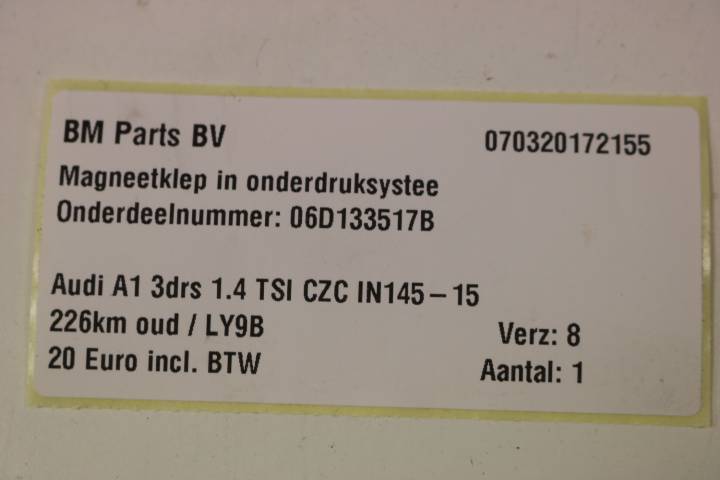 BM Parts BV 070320172155
Magneetklep in onderdruksystee
Onderdeelnummer: 06D133517B
Audi A1 3drs 1.4 TSI CZC IN145-15
226km oud / LY9B Verz: 8
20 Euro incl. BTW Aantal: 1